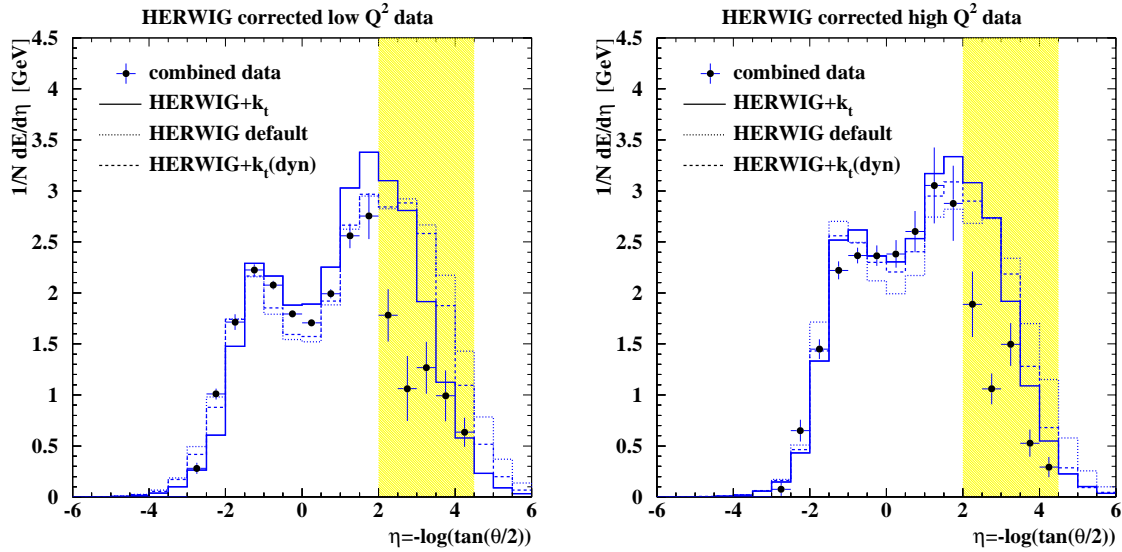 HERWIG corrected low Q² data
1/N dE/dη [GeV]
4.5
4
3.5
3
2.5
2
1.5
1
0.5
0
combined data
HERWIG+kₜ
HERWIG default
HERWIG+kₜ(dyn)
-6 -4 -2 0 2 4 6
η=-log(tan(θ/2))
HERWIG corrected high Q² data
1/N dE/dη [GeV]
4.5
4
3.5
3
2.5
2
1.5
1
0.5
0
combined data
HERWIG+kₜ
HERWIG default
HERWIG+kₜ(dyn)
-6 -4 -2 0 2 4 6
η=-log(tan(θ/2))